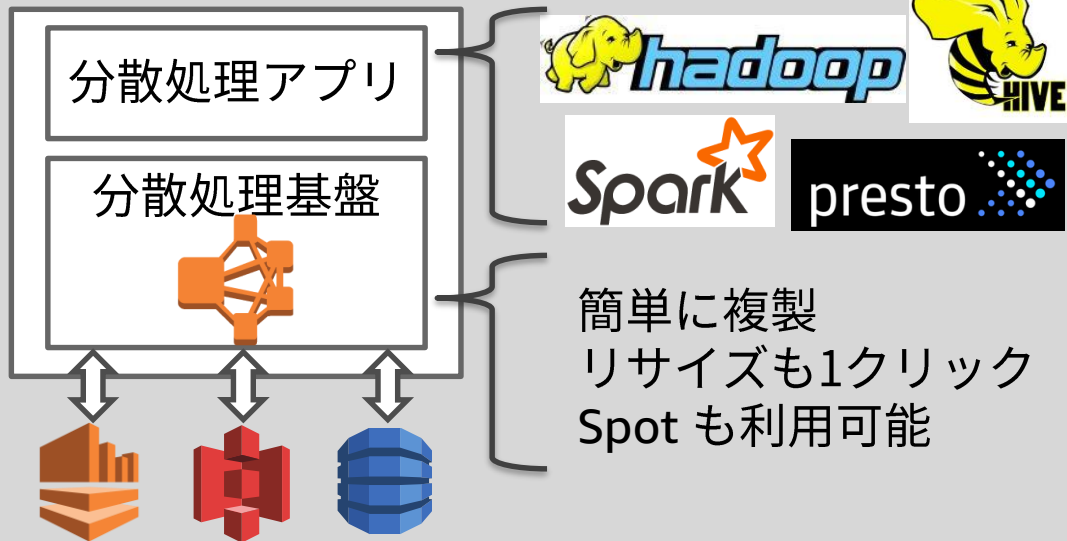 分散処理アプリ
hadoop
HIVE
Spark
presto
分散処理基盤
簡単に複製
リサイズも1クリック
Spot も利用可能